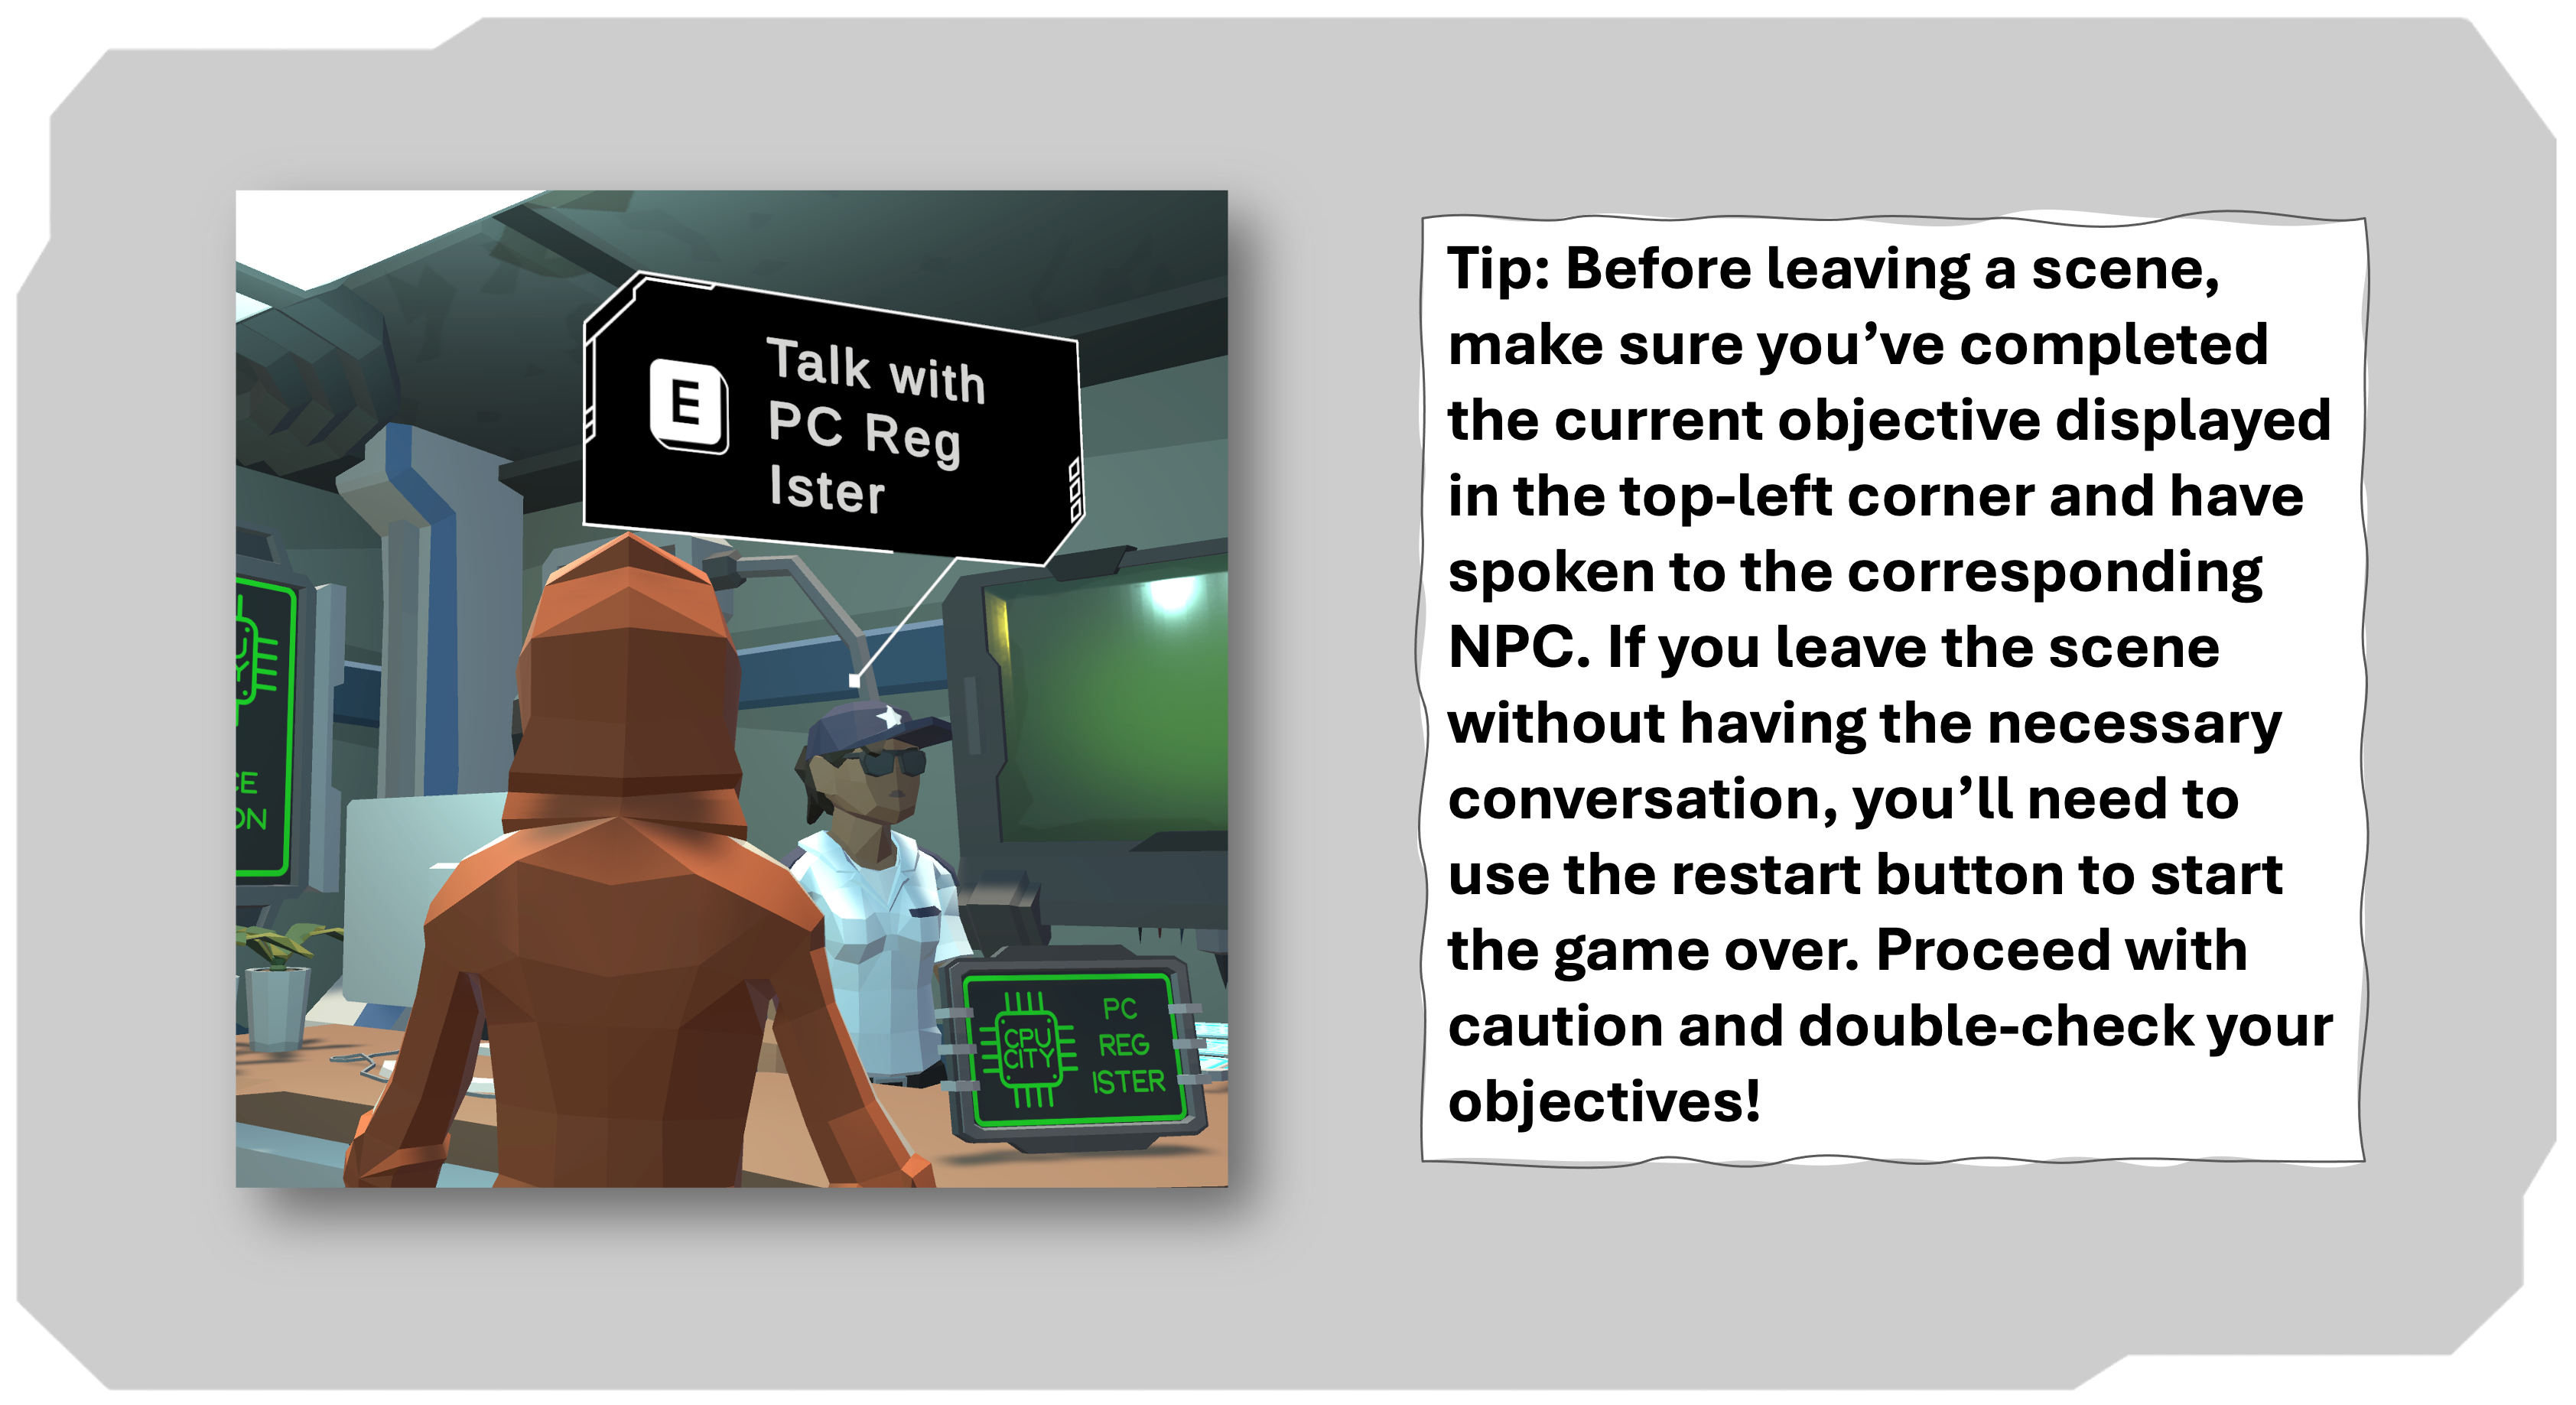 E
Talk with
PC Reg
Ister
CE
ON
CPU
CITY
PC
REG
ISTER
Tip: Before leaving a scene,
make sure you’ve completed
the current objective displayed
in the top-left corner and have
spoken to the corresponding
NPC. If you leave the scene
without having the necessary
conversation, you’ll need to
use the restart button to start
the game over. Proceed with
caution and double-check your
objectives!